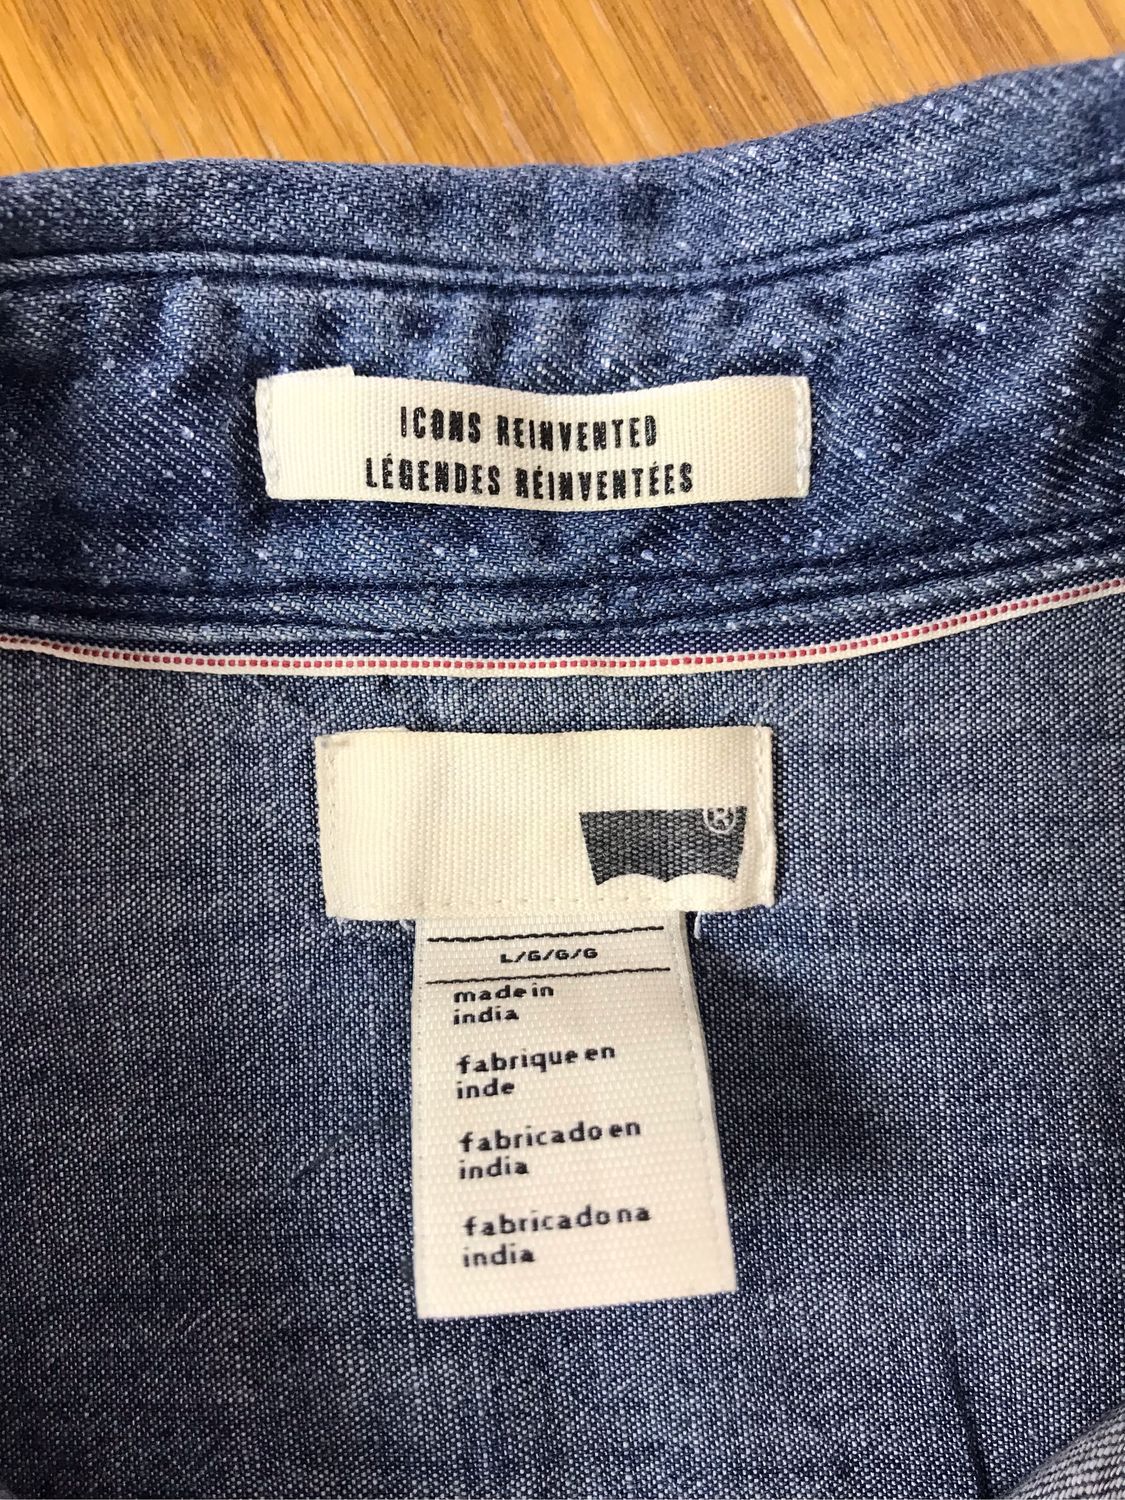 ICONS REINVENTED
LÉGENDES RÉINVENTÉES
®
L/G/G/G
made in
india
fabrique en
inde
fabricado en
india
fabricado na
india